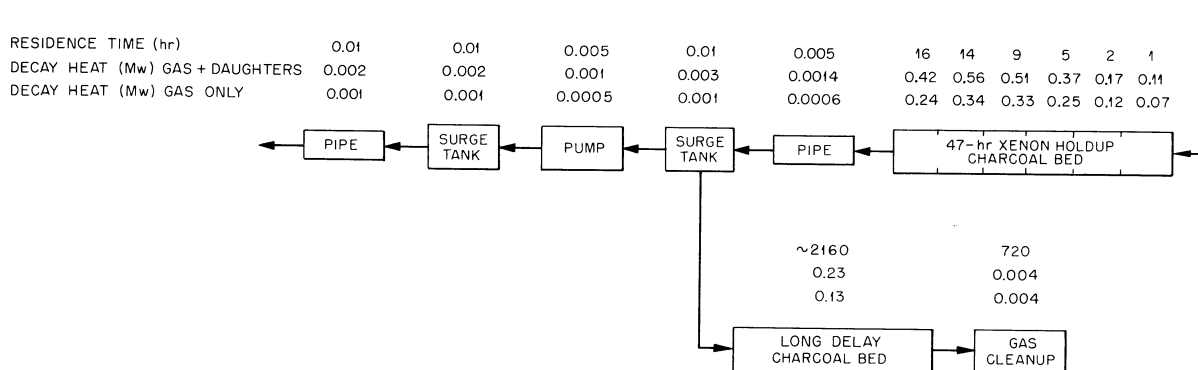 RESIDENCE TIME (hr) 0.01 0.01 0.005 0.01 0.005 16 14 9 5 2 1
DECAY HEAT (Mw) GAS + DAUGHTERS 0.002 0.002 0.001 0.003 0.0014 0.42 0.56 0.51 0.37 0.17 0.11
DECAY HEAT (Mw) GAS ONLY 0.001 0.001 0.0005 0.001 0.0006 0.24 0.34 0.33 0.25 0.12 0.07
PIPE
SURGE
TANK
PUMP
SURGE
TANK
PIPE
47-hr XENON HOLDUP
CHARCOAL BED
~2160 720
0.23 0.004
0.13 0.004
LONG DELAY
CHARCOAL BED
GAS
CLEANUP